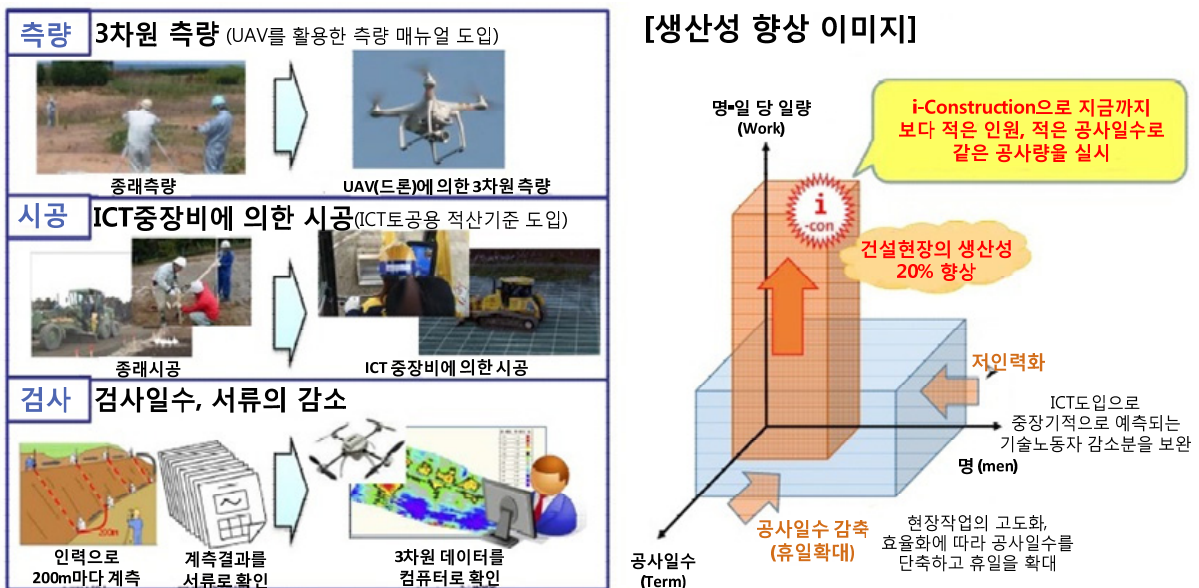 측량 3차원 측량 (UAV를 활용한 측량 매뉴얼 도입)
종래측량
UAV(드론)에 의한 3차원 측량
시공 ICT중장비에 의한 시공(ICT토공용 적산기준 도입)
종래시공
ICT 중장비에 의한 시공
검사 검사일수, 서류의 감소
200m
인력으로
200m마다 계측
계측결과를
서류로 확인
3차원 데이터를
컴퓨터로 확인
[생산성 향상 이미지]
명·일 당 일량
(Work)
i-Construction으로 지금까지
보다 적은 인원, 적은 공사일수로
같은 공사량을 실시
i
-con
건설현장의 생산성
20% 향상
저인력화
ICT도입으로
중장기적으로 예측되는
기술노동자 감소분을 보완
명 (men)
공사일수 감축
(휴일확대)
현장작업의 고도화,
효율화에 따라 공사일수를
단축하고 휴일을 확대
공사일수
(Term)